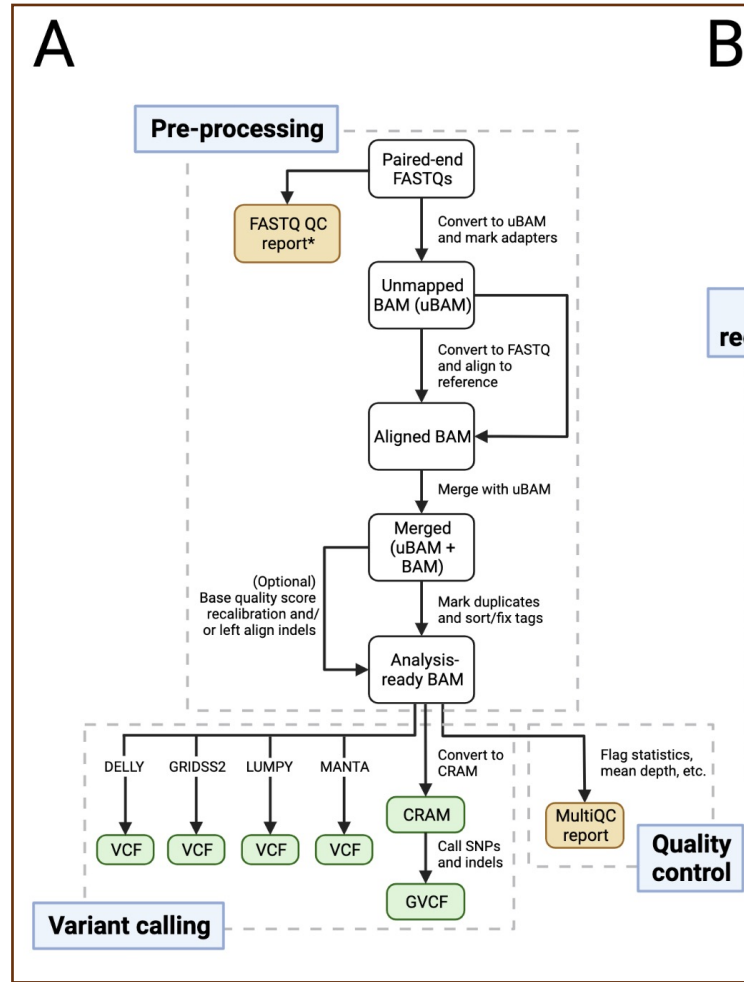 A
B
Pre-processing
Paired-end
FASTQs
FASTQ QC
report*
Convert to uBAM
and mark adapters
Unmapped
BAM (uBAM)
Convert to FASTQ
and align to
reference
Aligned BAM
Merge with uBAM
Merged
(uBAM +
BAM)
(Optional)
Base quality score
recalibration and/
or left align indels
Mark duplicates
and sort/fix tags
Analysis-
ready BAM
DELLY
GRIDSS2
LUMPY
MANTA
Convert to
CRAM
Flag statistics,
mean depth, etc.
VCF
VCF
VCF
VCF
CRAM
MultiQC
report
Call SNPs
and indels
GVCF
Quality
control
Variant calling